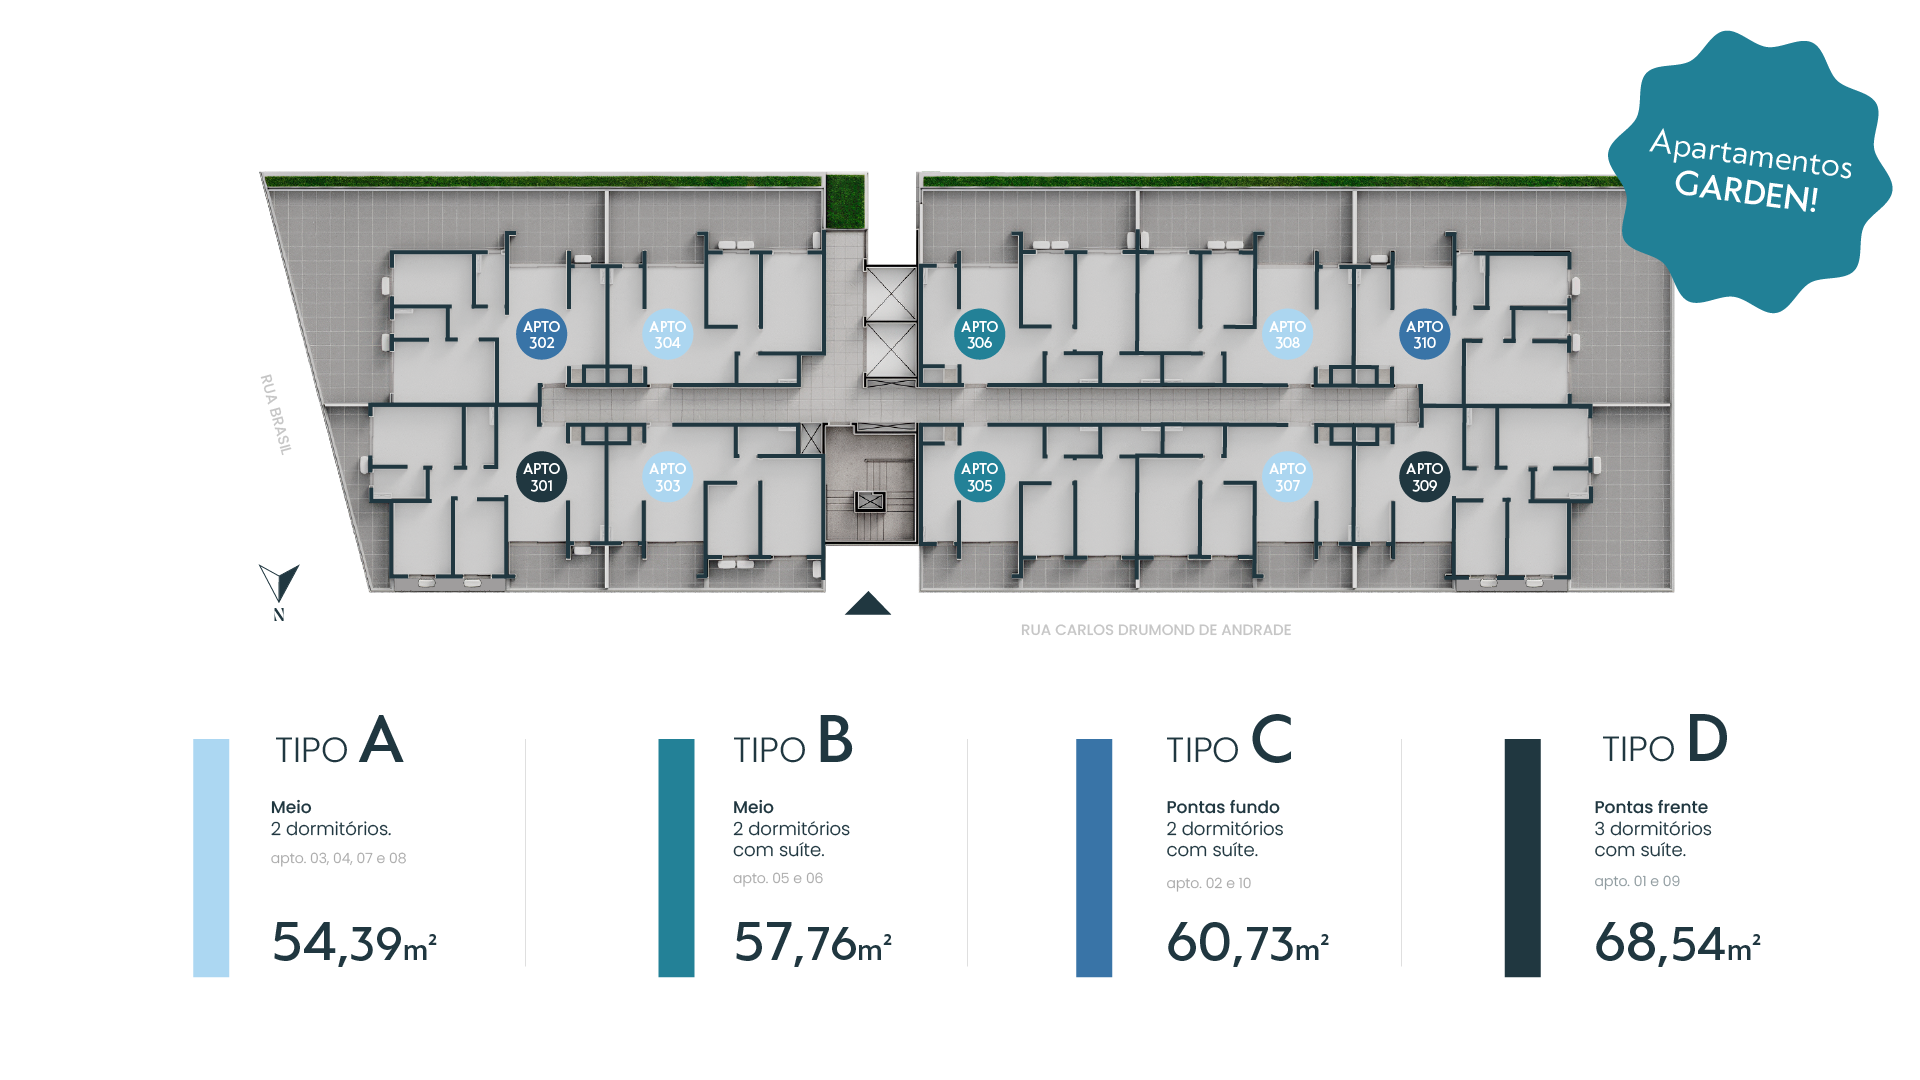 Apartamentos
GARDEN!
APTO
302
APTO
304
APTO
306
APTO
308
APTO
310
RUA BRASIL
APTO
301
APTO
303
APTO
305
APTO
307
APTO
309
N
RUA CARLOS DRUMOND DE ANDRADE
TIPO A
Meio
2 dormitórios.
apto. 03, 04, 07 e 08
54,39m²
TIPO B
Meio
2 dormitórios
com suíte.
apto. 05 e 06
57,76m²
TIPO C
Pontas fundo
2 dormitórios
com suíte.
apto. 02 e 10
60,73m²
TIPO D
Pontas frente
3 dormitórios
com suíte.
apto. 01 e 09
68,54m²